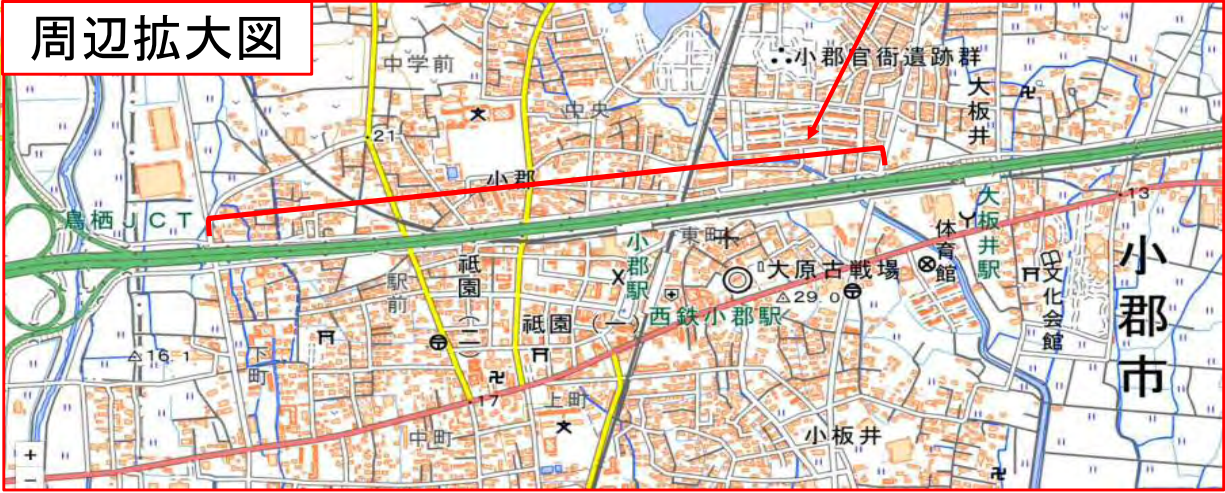 周辺拡大図
中学前
小郡官衙遺跡群
大板井
中央
21
小郡
鳥栖JCT
13
大板井駅
体育館
東町
小郡駅
大原古戦場
祇園
(二)
駅前
29.0
文化会館
小郡市
西鉄小郡駅
祇園(一)
16.1
下町
17
上町
中町
小板井
+
−